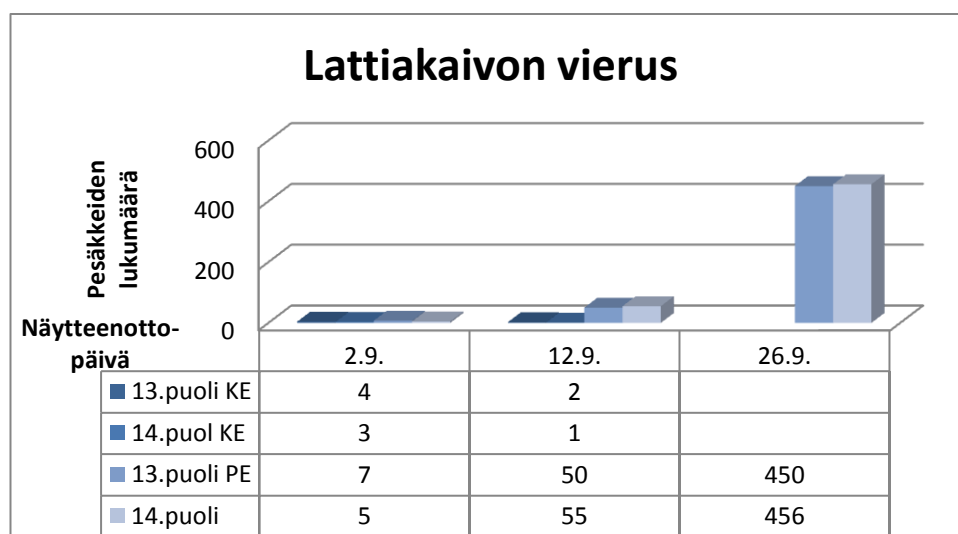 Lattiakaivon vierus
Pesäkkeiden
lukumäärä
600
400
200
0
Näytteenotto-
päivä
2.9. 12.9. 26.9.
13.puoli KE 4 2
14.puol KE 3 1
13.puoli PE 7 50 450
14.puoli 5 55 456